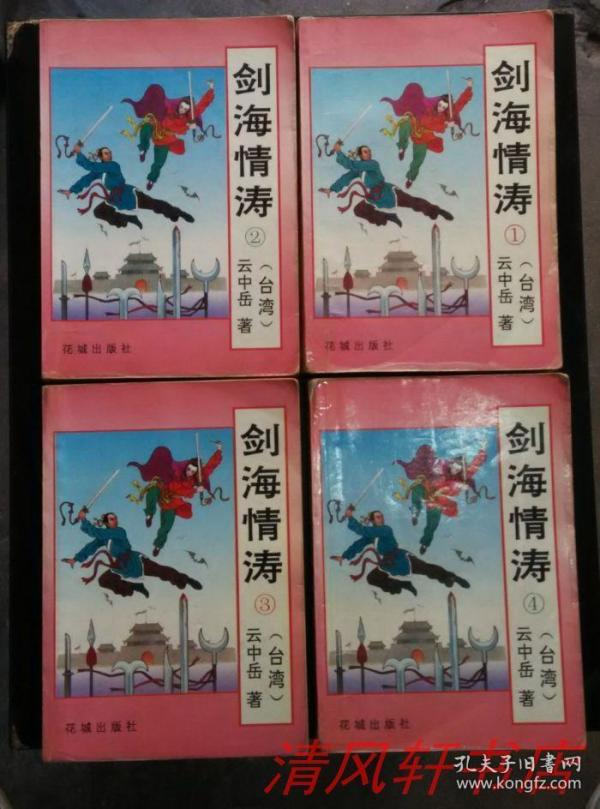 剑海情涛
②
（台湾）
云中岳 著
花城出版社
剑海情涛
①
（台湾）
云中岳 著
花城出版社
剑海情涛
③
（台湾）
云中岳 著
花城出版社
剑海情涛
④
（台湾）
云中岳 著
花城出版社
清风轩书店
孔夫子旧书网